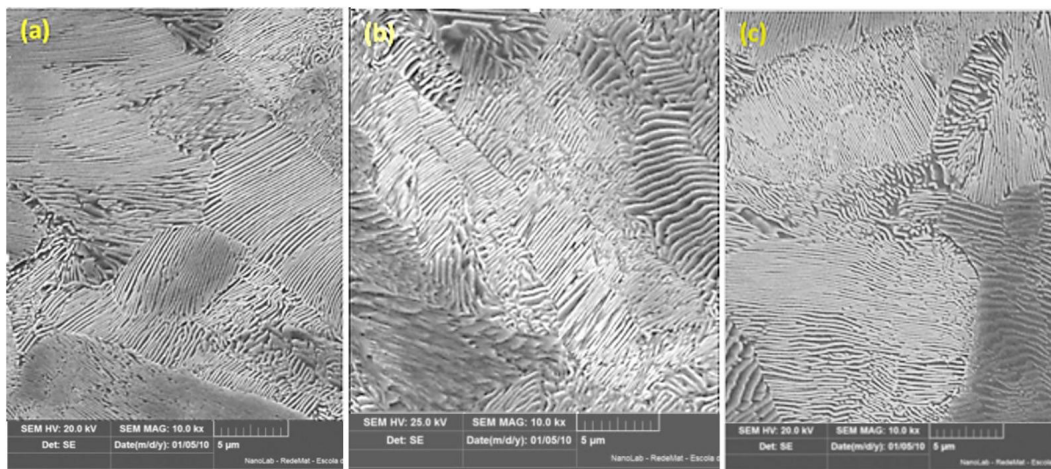 (a)
SEM HV: 20.0 kV SEM MAG: 10.0 kx
Det: SE Date(m/d/y): 01/05/10 5 µm
NanoLab - RedeMat - Escola
(b)
SEM HV: 25.0 kV SEM MAG: 10.0 kx
Det: SE Date(m/d/y): 01/05/10 5 µm
NanoLab - RedeMat - Escola
(c)
SEM HV: 20.0 kV SEM MAG: 10.0 kx
Det: SE Date(m/d/y): 01/05/10 5 µm
NanoLab - RedeMat - Escola